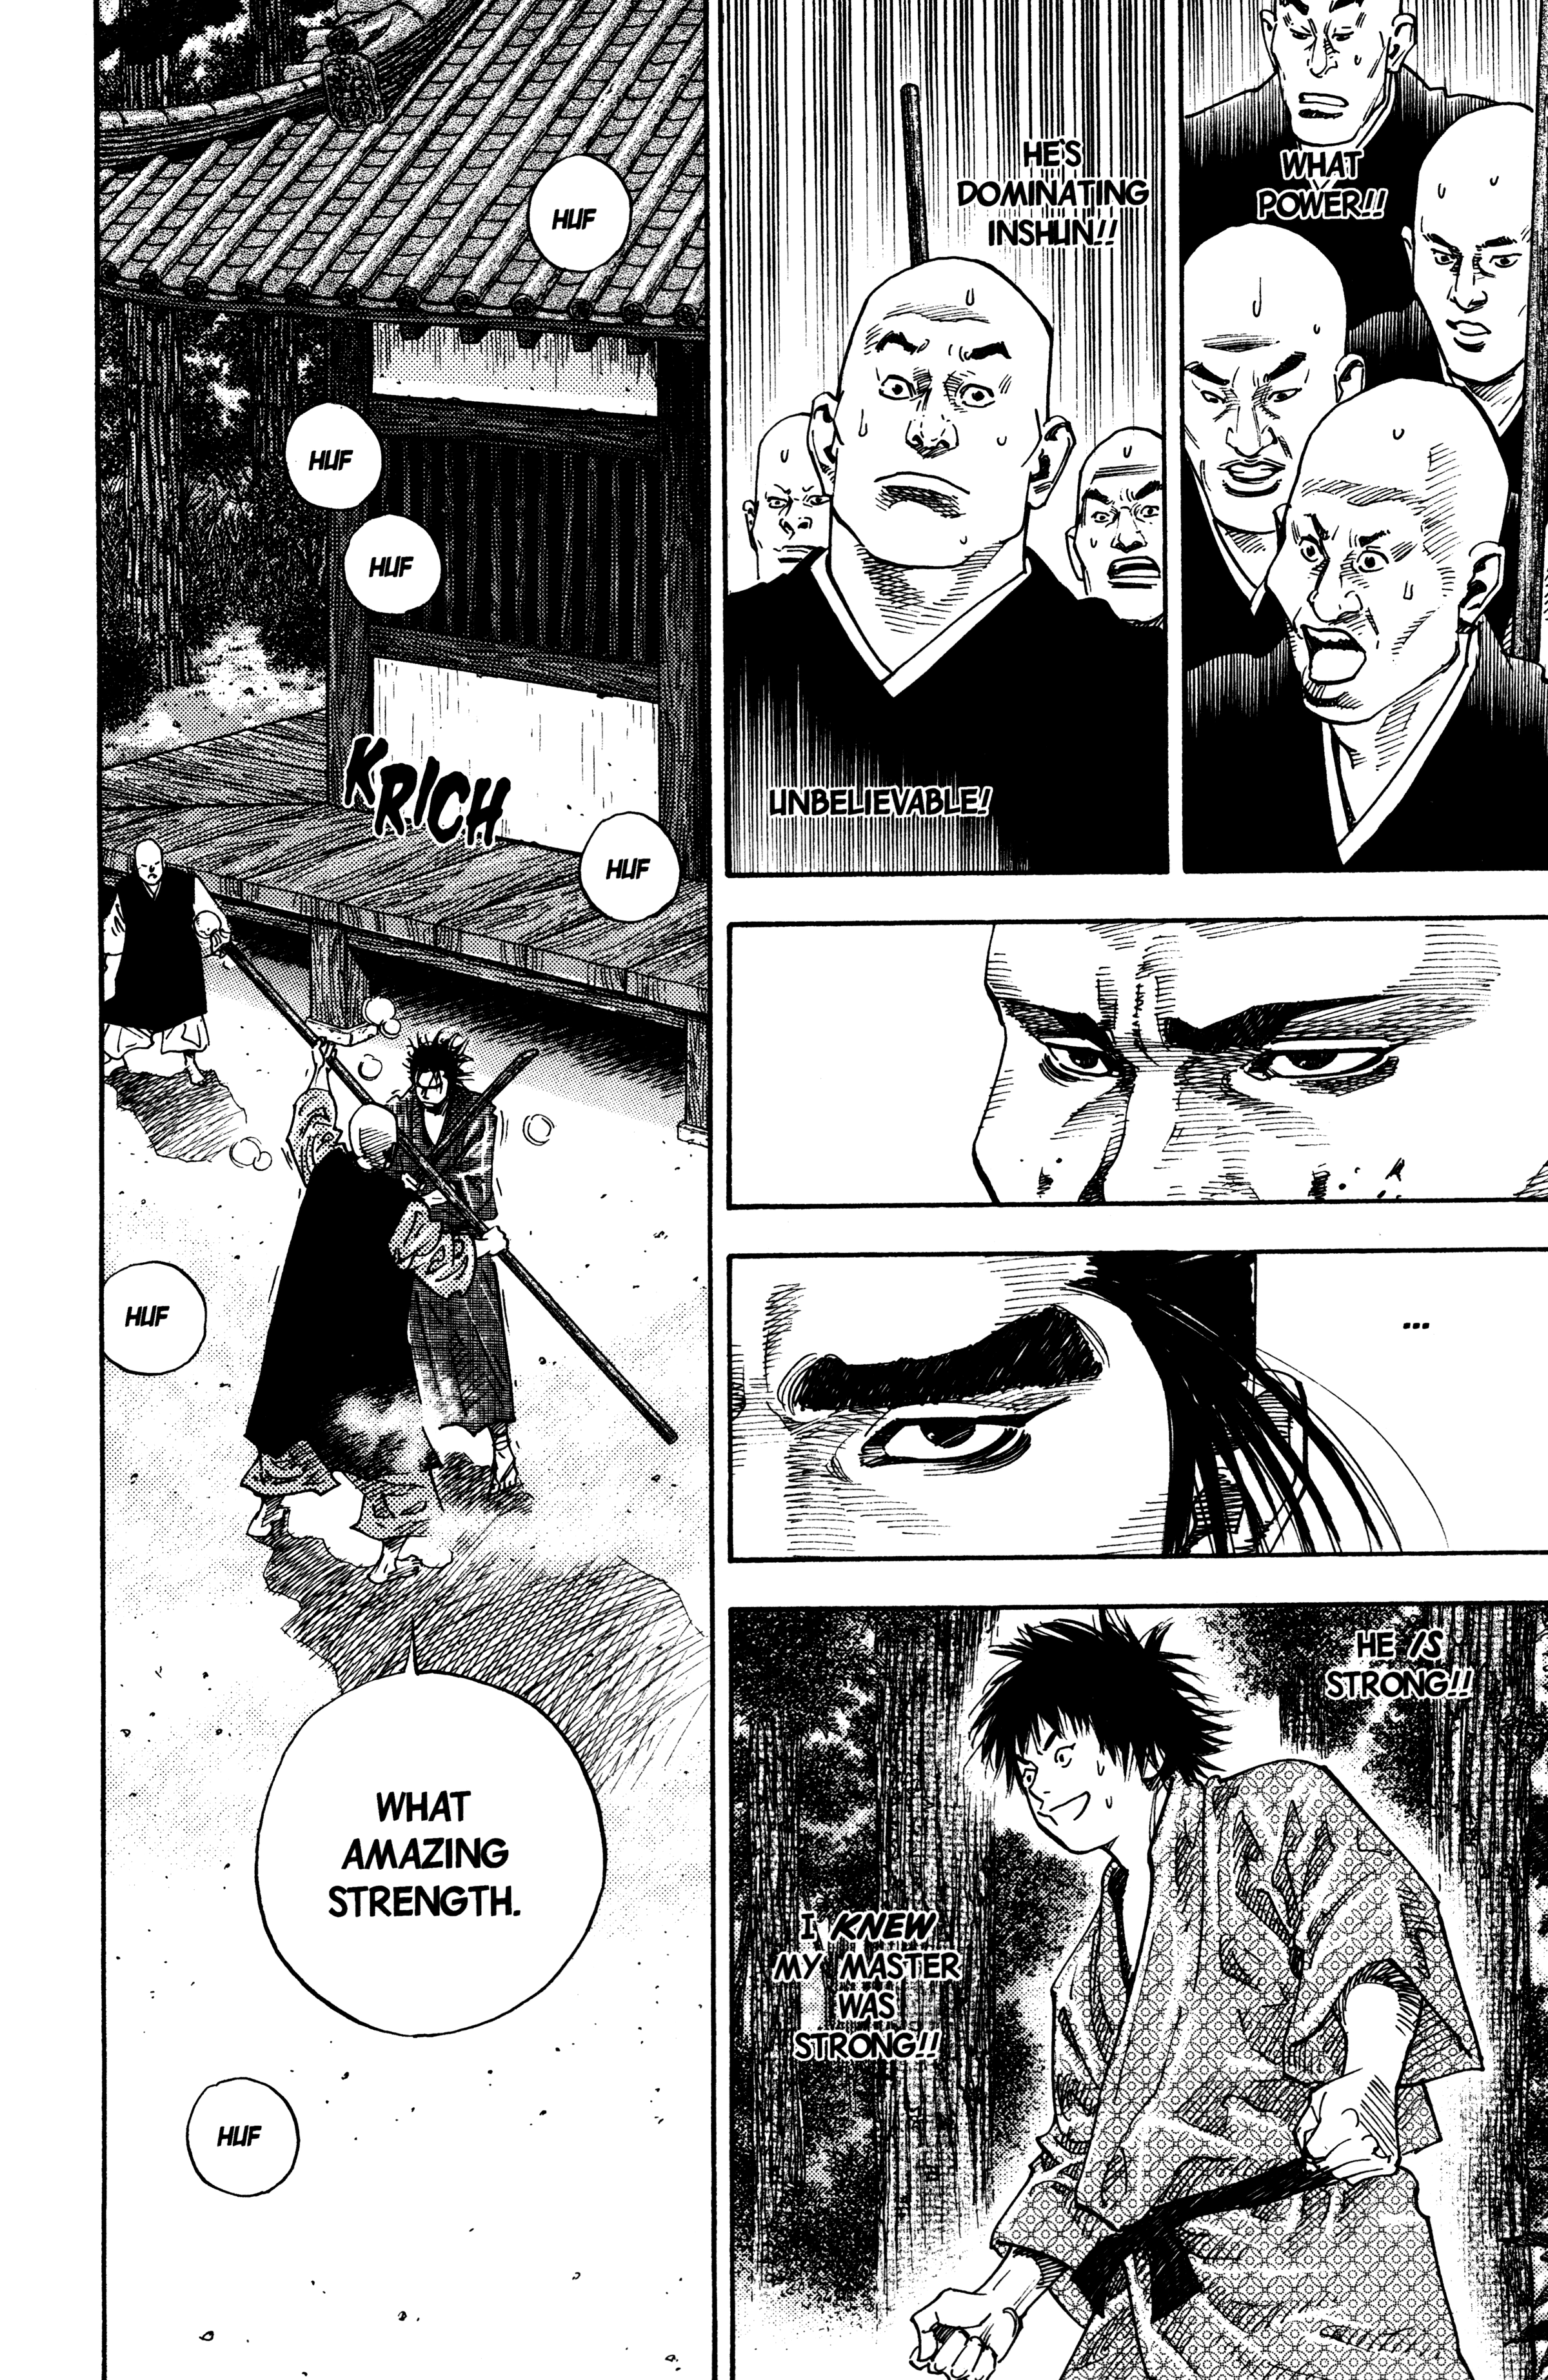 WHAT
POWER!!
HE'S
DOMINATING
INSHUN!!
UNBELIEVABLE!
...
HE IS
STRONG!!
I KNEW
MY MASTER
WAS
STRONG!!
HUF
HUF
HUF
KRICH
HUF
HUF
WHAT
AMAZING
STRENGTH.
HUF